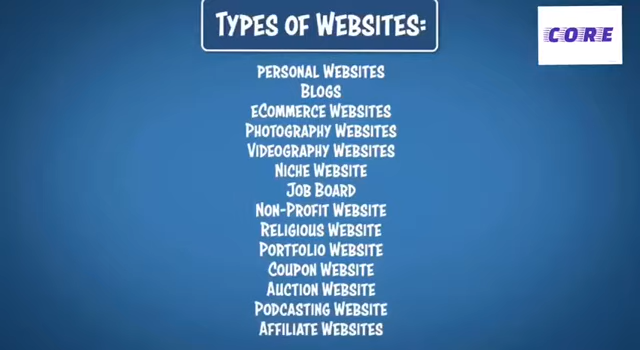 Types of Websites:
CORE
Personal Websites
Blogs
eCommerce Websites
Photography Websites
Videography Websites
Niche Website
Job Board
Non-Profit Website
Religious Website
Portfolio Website
Coupon Website
Auction Website
Podcasting Website
Affiliate Websites